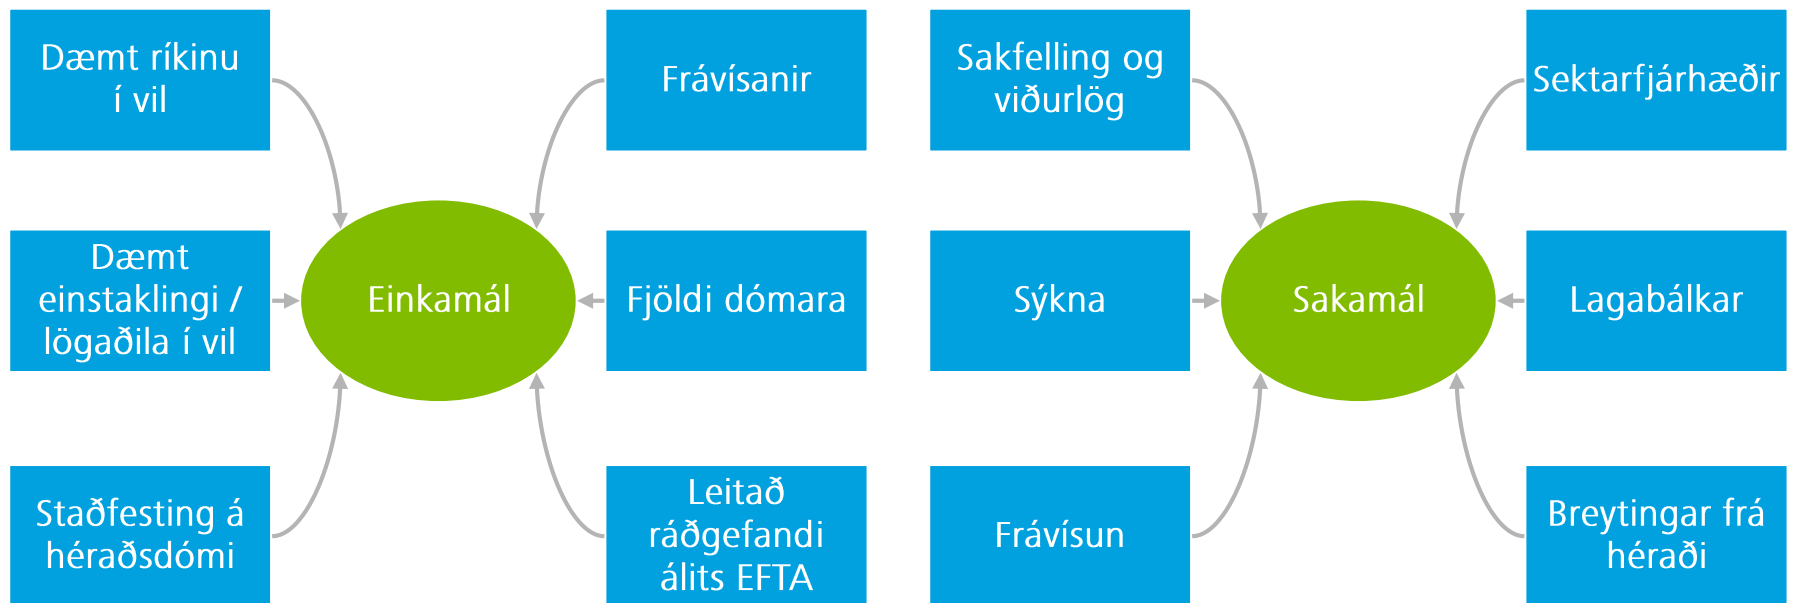 Dæmt ríkinu
í vil
Frávísanir
Dæmt
einstaklingi /
lögaðila í vil
Einkamál
Fjöldi dómara
Staðfesting á
héraðsdómi
Leitað
ráðgefandi
álits EFTA
Sakfelling og
viðurlög
Sektarfjárhæðir
Sýkna
Sakamál
Lagabálkar
Frávísun
Breytingar frá
héraði